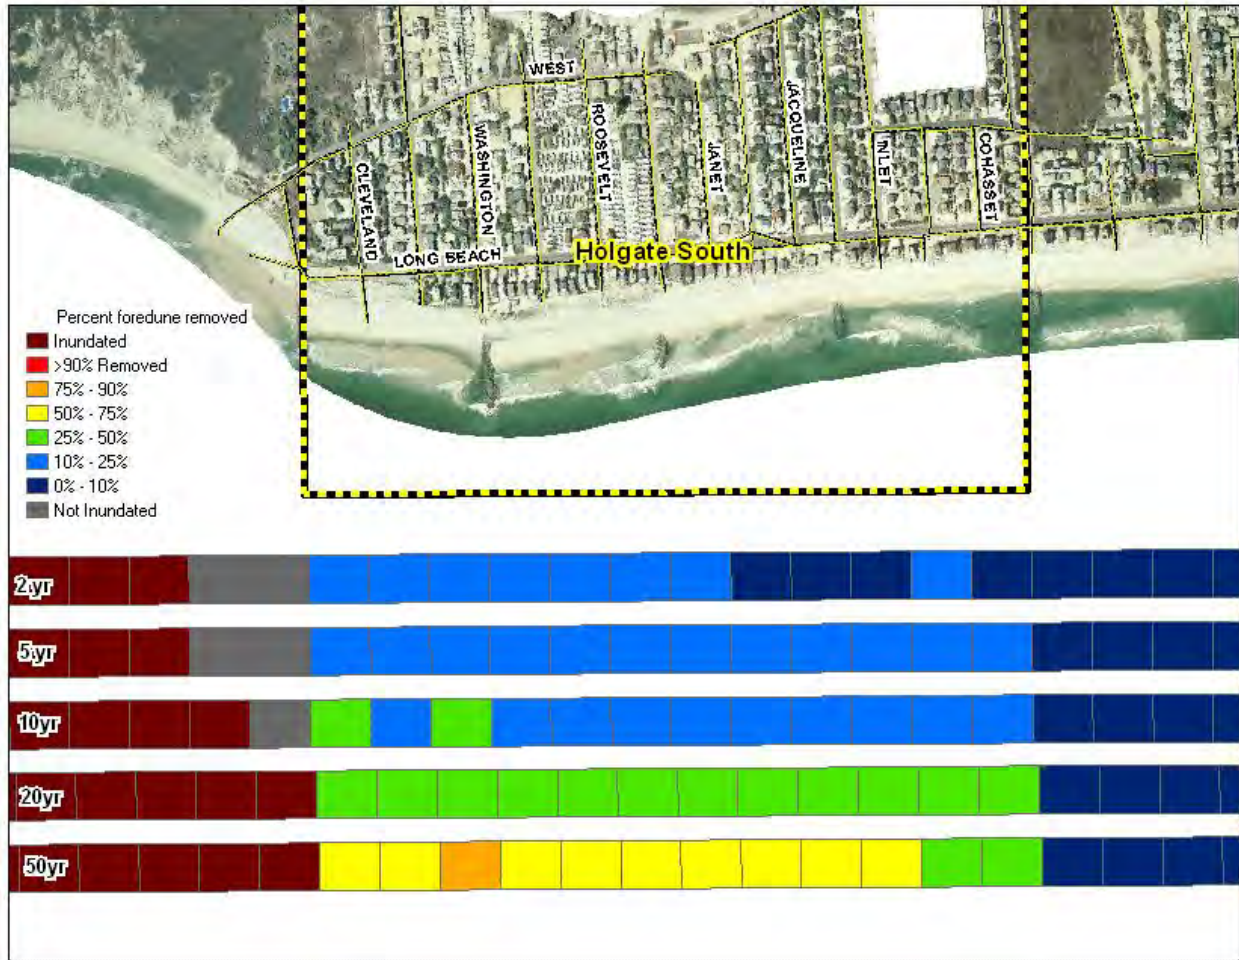 WEST
CLEVELAND
WASHINGTON
ROOSEVELT
JANET
JACQUELINE
INLET
COHASSET
LONG BEACH
Holgate South
Percent foredune removed
Inundated
>90% Removed
75% - 90%
50% - 75%
25% - 50%
10% - 25%
0% - 10%
Not Inundated
2yr
5yr
10yr
20yr
50yr